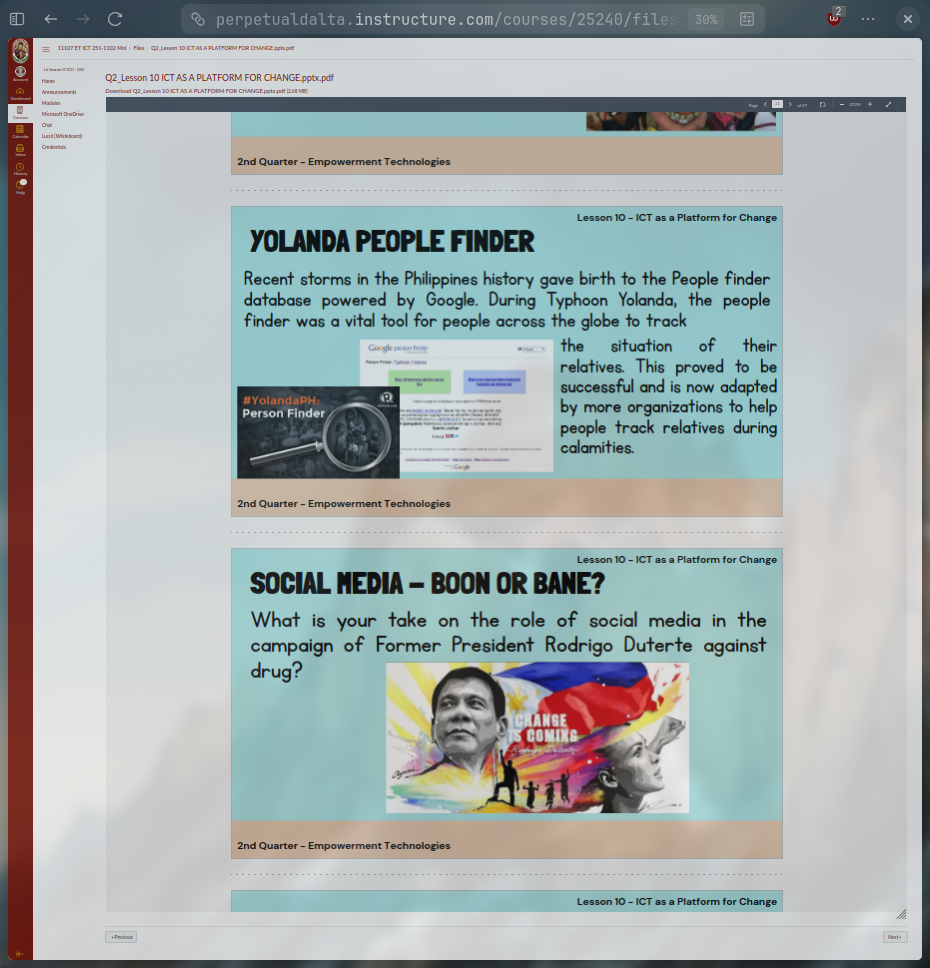 perpetualdalta.instructure.com/courses/25240/files
30%
2
11107 ET ICT 251-1102 Mol › Files › Q2_Lesson 10 ICT AS A PLATFORM FOR CHANGE.pptx.pdf
Account
Dashboard
Courses
Calendar
Inbox
History
Help
Home
Announcements
Modules
Microsoft OneDrive
Chat
Lucid (Whiteboard)
Credentials
Q2_Lesson 10 ICT AS A PLATFORM FOR CHANGE.pptx.pdf
Download Q2_Lesson 10 ICT AS A PLATFORM FOR CHANGE.pptx.pdf (2.68 MB)
Page
ZOOM
2nd Quarter – Empowerment Technologies
Lesson 10 – ICT as a Platform for Change
YOLANDA PEOPLE FINDER
Recent storms in the Philippines history gave birth to the People finder
database powered by Google. During Typhoon Yolanda, the people
finder was a vital tool for people across the globe to track
the situation of their
relatives. This proved to be
successful and is now adapted
by more organizations to help
people track relatives during
calamities.
Google person finder
Person Finder: Typhoon Yolanda
#YolandaPH:
Person Finder
Google
2nd Quarter – Empowerment Technologies
Lesson 10 – ICT as a Platform for Change
SOCIAL MEDIA – BOON OR BANE?
What is your take on the role of social media in the
campaign of Former President Rodrigo Duterte against
drug?
CHANGE
IS COMING
Rodrigo Duterte
2nd Quarter – Empowerment Technologies
Lesson 10 – ICT as a Platform for Change
‹ Previous
Next ›